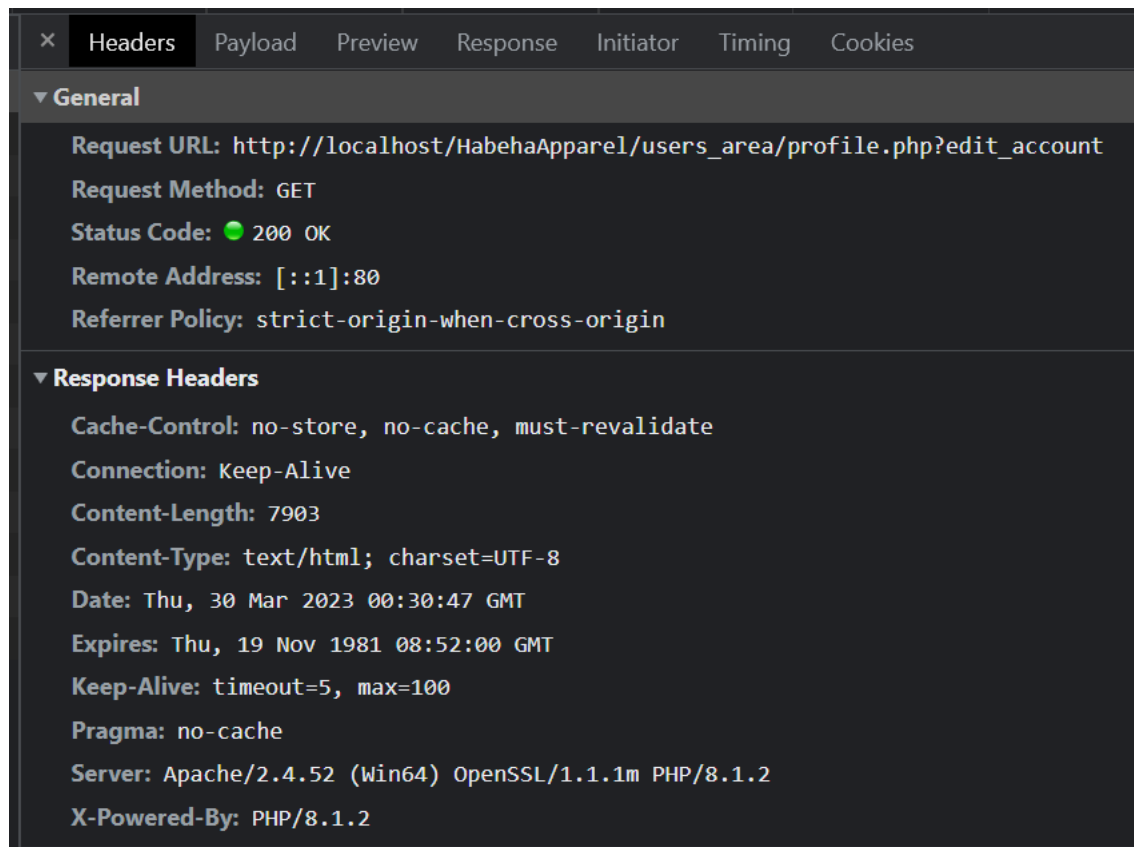 Headers Payload Preview Response Initiator Timing Cookies
General
Request URL: http://localhost/HabehaApparel/users_area/profile.php?edit_account
Request Method: GET
Status Code: 200 OK
Remote Address: [::1]:80
Referrer Policy: strict-origin-when-cross-origin
Response Headers
Cache-Control: no-store, no-cache, must-revalidate
Connection: Keep-Alive
Content-Length: 7903
Content-Type: text/html; charset=UTF-8
Date: Thu, 30 Mar 2023 00:30:47 GMT
Expires: Thu, 19 Nov 1981 08:52:00 GMT
Keep-Alive: timeout=5, max=100
Pragma: no-cache
Server: Apache/2.4.52 (Win64) OpenSSL/1.1.1m PHP/8.1.2
X-Powered-By: PHP/8.1.2